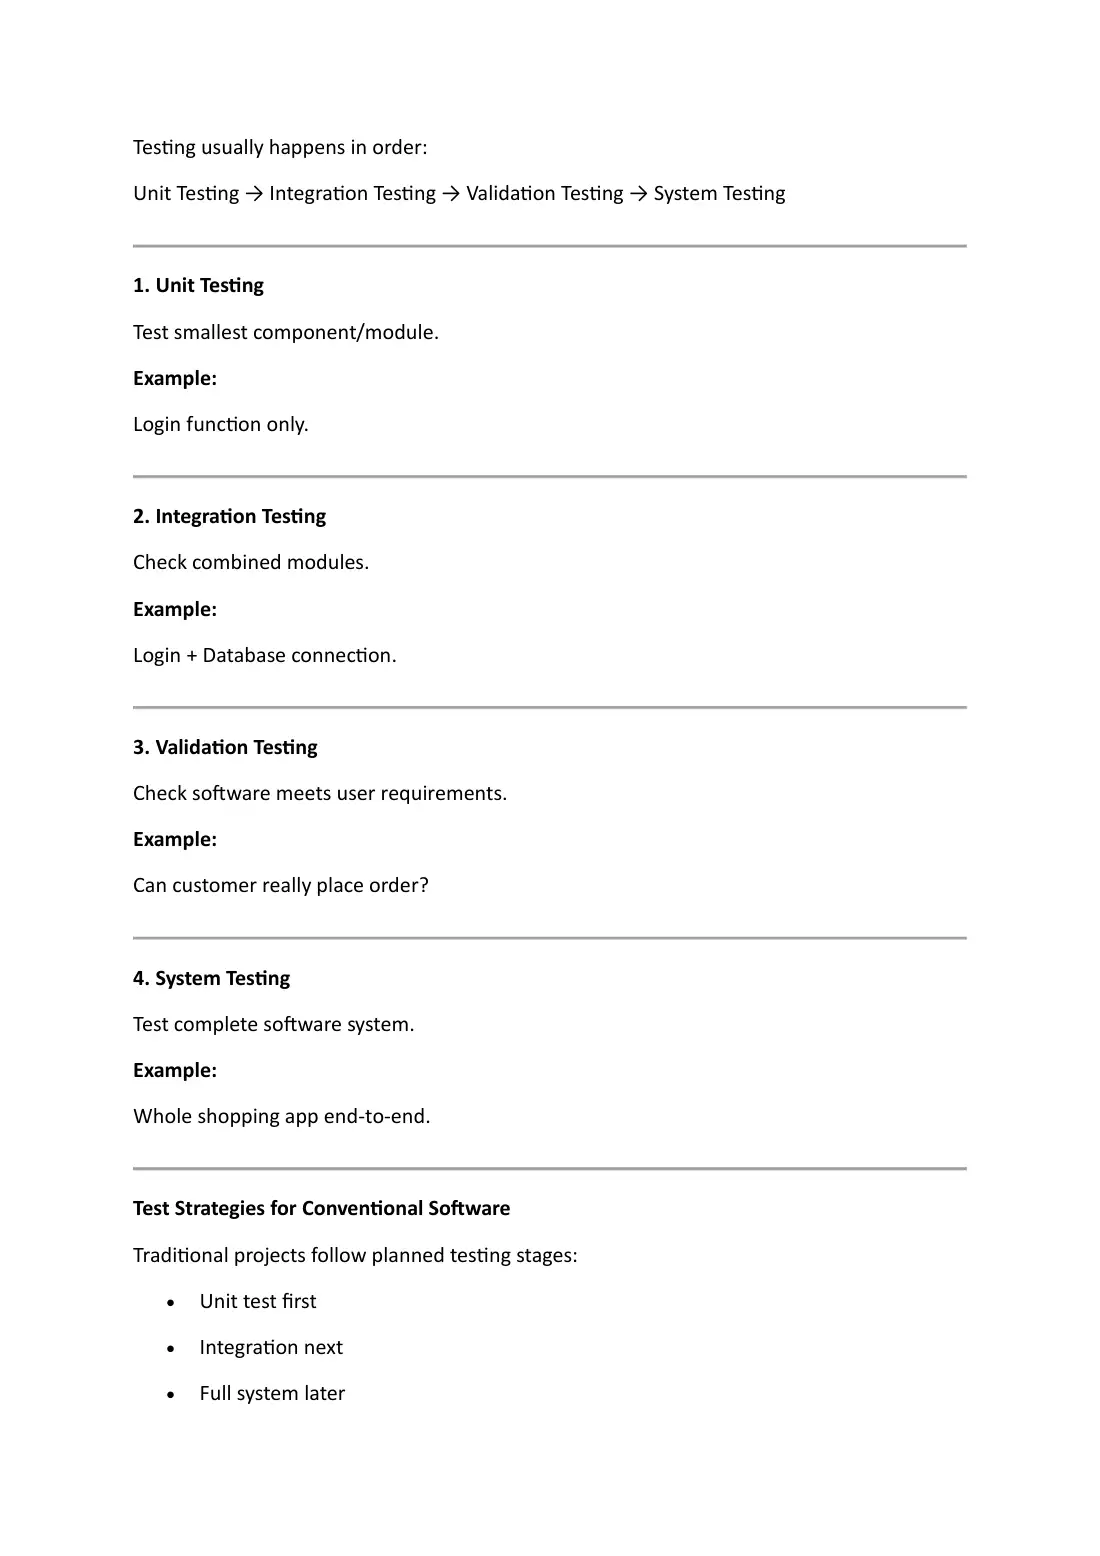 Testing usually happens in order:
Unit Testing → Integration Testing → Validation Testing → System Testing
1. Unit Testing
Test smallest component/module.
Example:
Login function only.
2. Integration Testing
Check combined modules.
Example:
Login + Database connection.
3. Validation Testing
Check software meets user requirements.
Example:
Can customer really place order?
4. System Testing
Test complete software system.
Example:
Whole shopping app end-to-end.
Test Strategies for Conventional Software
Traditional projects follow planned testing stages:
• Unit test first
• Integration next
• Full system later